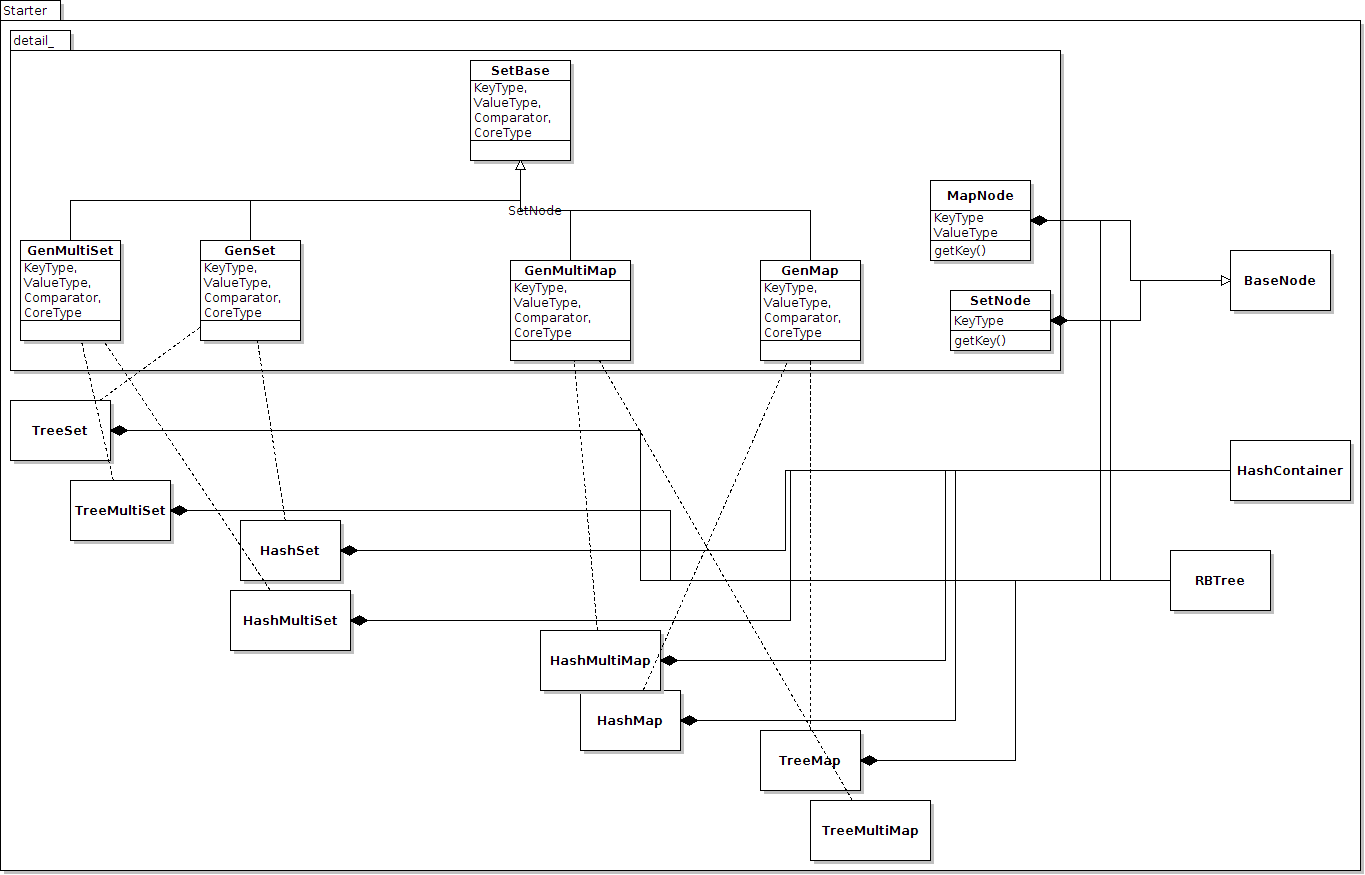 Starter
detail_
SetBase
KeyType,
ValueType,
Comparator,
CoreType
SetNode
MapNode
KeyType
ValueType
getKey()
GenMultiSet
KeyType,
ValueType,
Comparator,
CoreType
GenSet
KeyType,
ValueType,
Comparator,
CoreType
GenMultiMap
KeyType,
ValueType,
Comparator,
CoreType
GenMap
KeyType,
ValueType,
Comparator,
CoreType
SetNode
KeyType
getKey()
BaseNode
TreeSet
TreeMultiSet
HashSet
HashMultiSet
HashContainer
RBTree
HashMultiMap
HashMap
TreeMap
TreeMultiMap